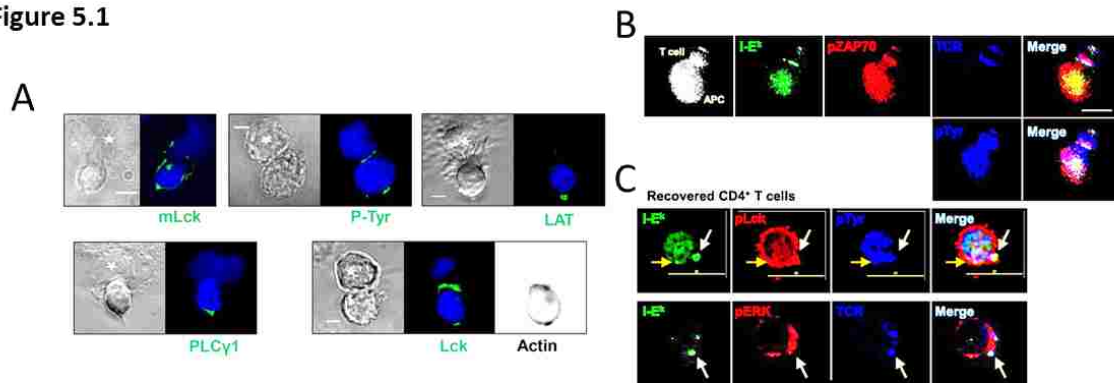 Figure 5.1
A
mLck
P-Tyr
LAT
PLCγ1
Lck
Actin
B
T cell
APC
I-Eᵏ
pZAP70
TCR
Merge
pTyr
Merge
C
Recovered CD4⁺ T cells
I-Eᵏ
pLck
pTyr
Merge
I-Eᵏ
pERK
TCR
Merge